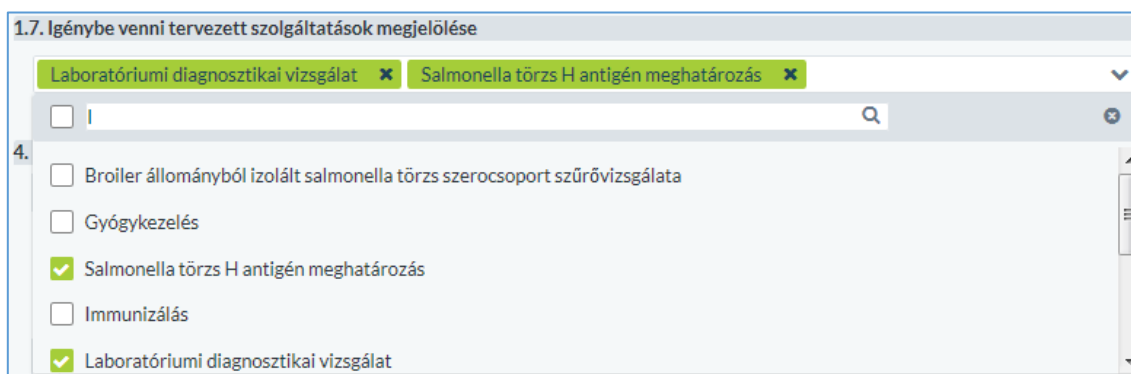 1.7. Igénybe venni tervezett szolgáltatások megjelölése
Laboratóriumi diagnosztikai vizsgálat Salmonella törzs H antigén meghatározás
4.
Broiler állományból izolált salmonella törzs szerocsoport szűrővizsgálata
Gyógykezelés
Salmonella törzs H antigén meghatározás
Immunizálás
Laboratóriumi diagnosztikai vizsgálat